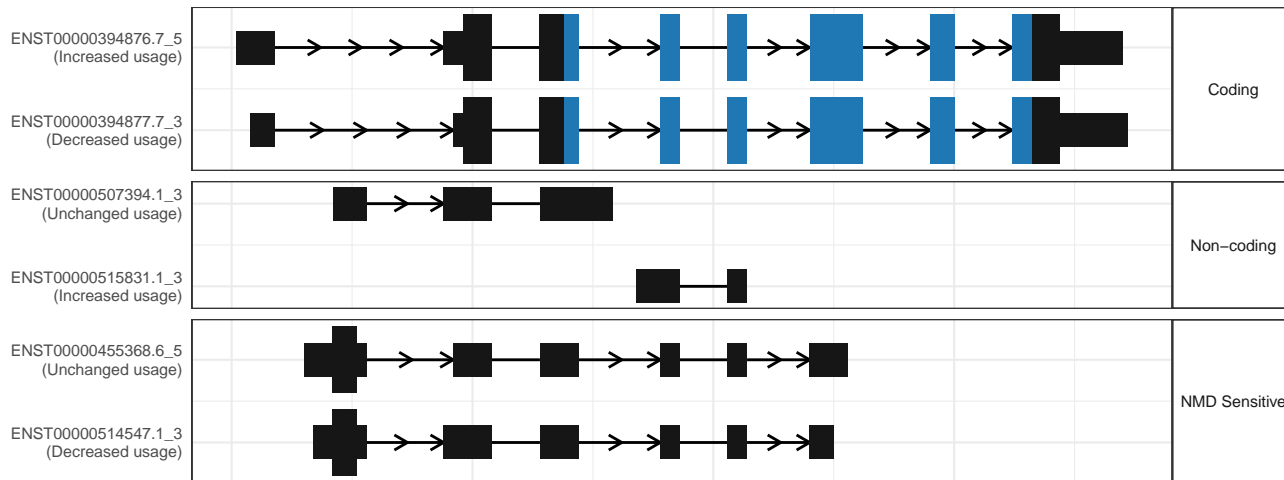 ENST00000394876.7_5
(Increased usage)
ENST00000394877.7_3
(Decreased usage)
Coding
ENST00000507394.1_3
(Unchanged usage)
ENST00000515831.1_3
(Increased usage)
Non−coding
ENST00000455368.6_5
(Unchanged usage)
ENST00000514547.1_3
(Decreased usage)
NMD Sensitive